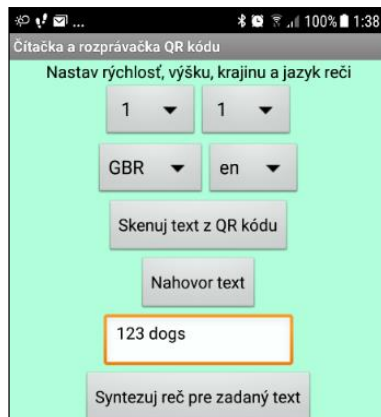 ... 100% 1:38
Čítačka a rozprávačka QR kódu
Nastav rýchlosť, výšku, krajinu a jazyk reči
1 1
GBR en
Skenuj text z QR kódu
Nahovor text
123 dogs
Syntezuj reč pre zadaný text